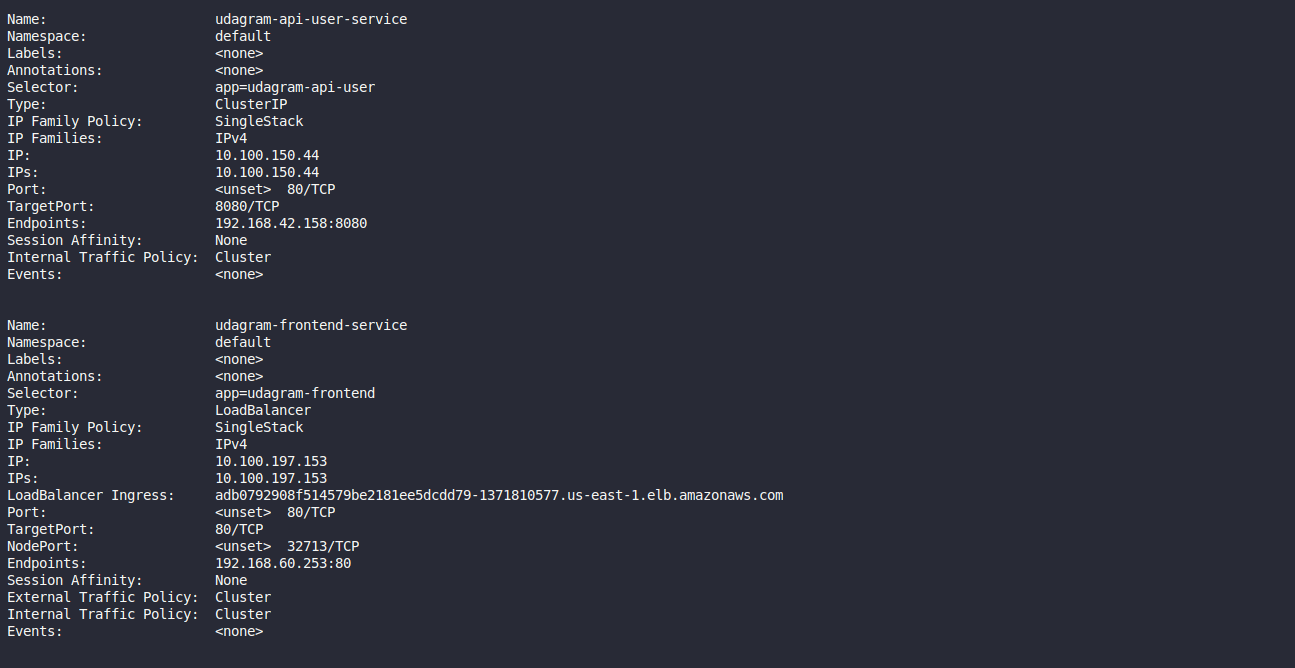 Name:                     udagram-api-user-service
Namespace:                default
Labels:                   <none>
Annotations:              <none>
Selector:                 app=udagram-api-user
Type:                     ClusterIP
IP Family Policy:         SingleStack
IP Families:              IPv4
IP:                       10.100.150.44
IPs:                      10.100.150.44
Port:                     <unset>  80/TCP
TargetPort:               8080/TCP
Endpoints:                192.168.42.158:8080
Session Affinity:         None
Internal Traffic Policy:  Cluster
Events:                   <none>
Name:                     udagram-frontend-service
Namespace:                default
Labels:                   <none>
Annotations:              <none>
Selector:                 app=udagram-frontend
Type:                     LoadBalancer
IP Family Policy:         SingleStack
IP Families:              IPv4
IP:                       10.100.197.153
IPs:                      10.100.197.153
LoadBalancer Ingress:     adb0792908f514579be2181ee5dcdd79-1371810577.us-east-1.elb.amazonaws.com
Port:                     <unset>  80/TCP
TargetPort:               80/TCP
NodePort:                 <unset>  32713/TCP
Endpoints:                192.168.60.253:80
Session Affinity:         None
External Traffic Policy:  Cluster
Internal Traffic Policy:  Cluster
Events:                   <none>